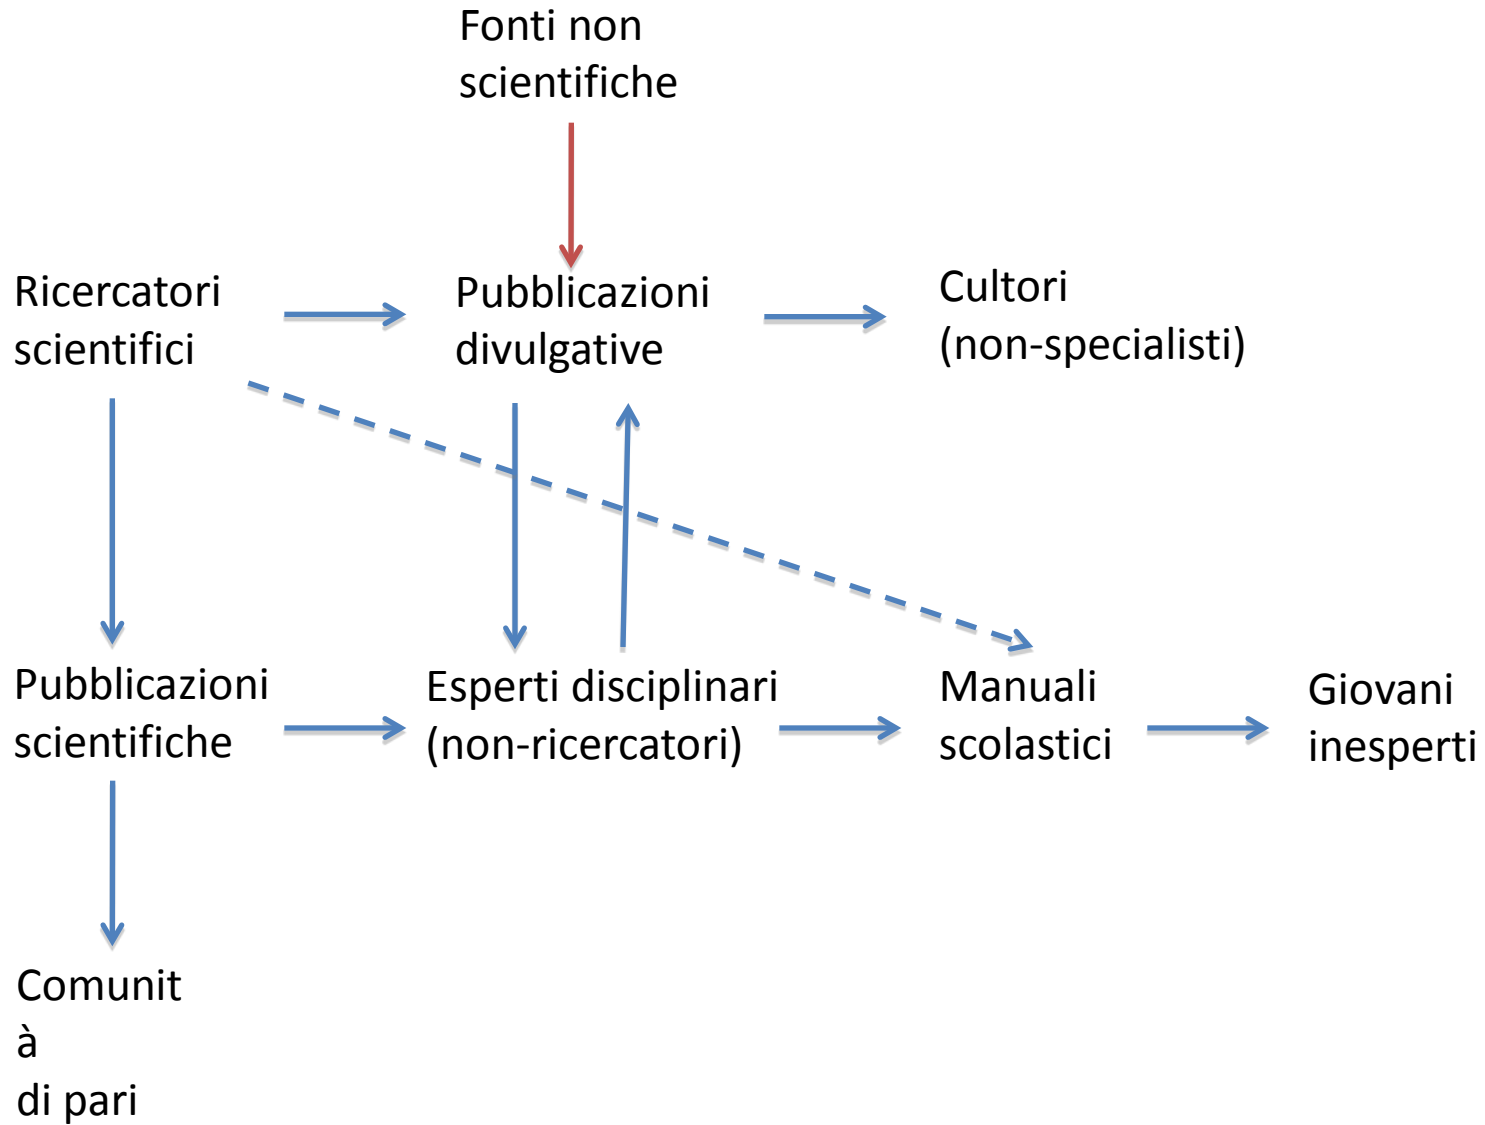 Fonti non
scientifiche
Ricercatori
scientifici
Pubblicazioni
divulgative
Cultori
(non-specialisti)
Pubblicazioni
scientifiche
Esperti disciplinari
(non-ricercatori)
Manuali
scolastici
Giovani
inesperti
Comunit
à
di pari